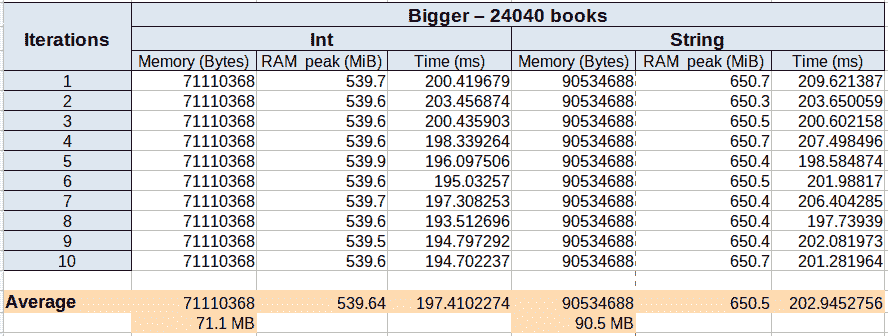 Bigger – 24040 books
Iterations
Int String
Memory (Bytes) RAM peak (MiB) Time (ms) Memory (Bytes) RAM peak (MiB) Time (ms)
1 71110368 539.7 200.419679 90534688 650.7 209.621387
2 71110368 539.6 203.456874 90534688 650.3 203.650059
3 71110368 539.6 200.435903 90534688 650.5 200.602158
4 71110368 539.6 198.339264 90534688 650.7 207.498496
5 71110368 539.9 196.097506 90534688 650.4 198.584874
6 71110368 539.6 195.03257 90534688 650.5 201.98817
7 71110368 539.7 197.308253 90534688 650.4 206.404285
8 71110368 539.6 193.512696 90534688 650.4 197.73939
9 71110368 539.5 194.797292 90534688 650.4 202.081973
10 71110368 539.6 194.702237 90534688 650.7 201.281964
Average 71110368 539.64 197.4102274 90534688 650.5 202.9452756
71.1 MB 90.5 MB